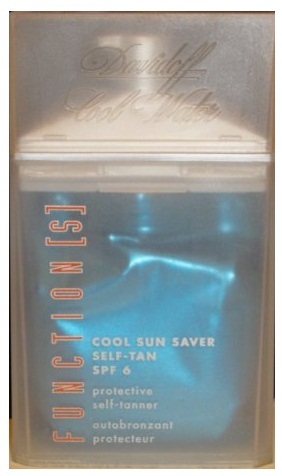 Davidoff
Cool Water
FUNCTION[S]
COOL SUN SAVER
SELF-TAN
SPF 6
protective
self-tanner
autobronzant
protecteur